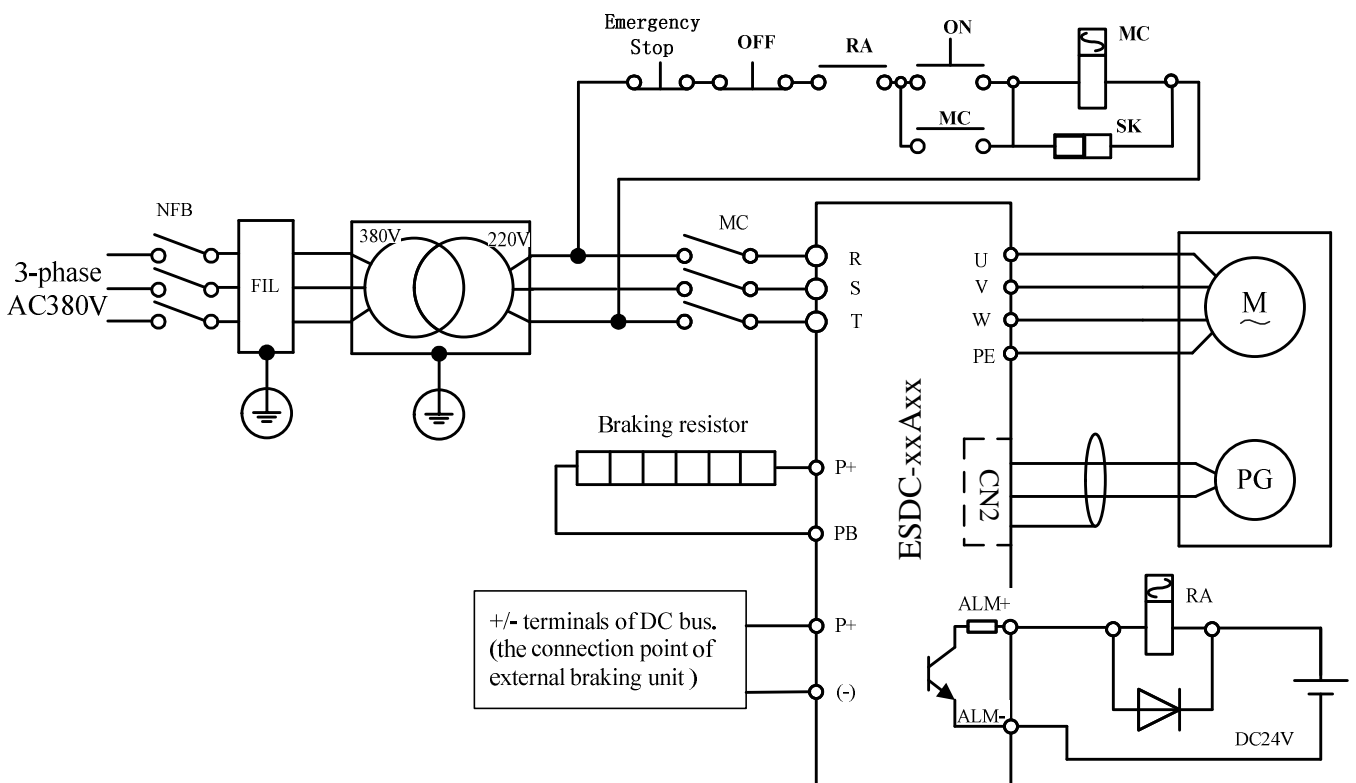 Emergency
Stop
OFF
RA
ON
MC
MC
SK
NFB
380V
220V
MC
3-phase
AC380V
FIL
R
S
T
U
V
W
PE
M
Braking resistor
P+
PB
ESDC-xxAxx
CN2
PG
+/- terminals of DC bus.
(the connection point of
external braking unit )
P+
(-)
ALM+
RA
ALM-
DC24V